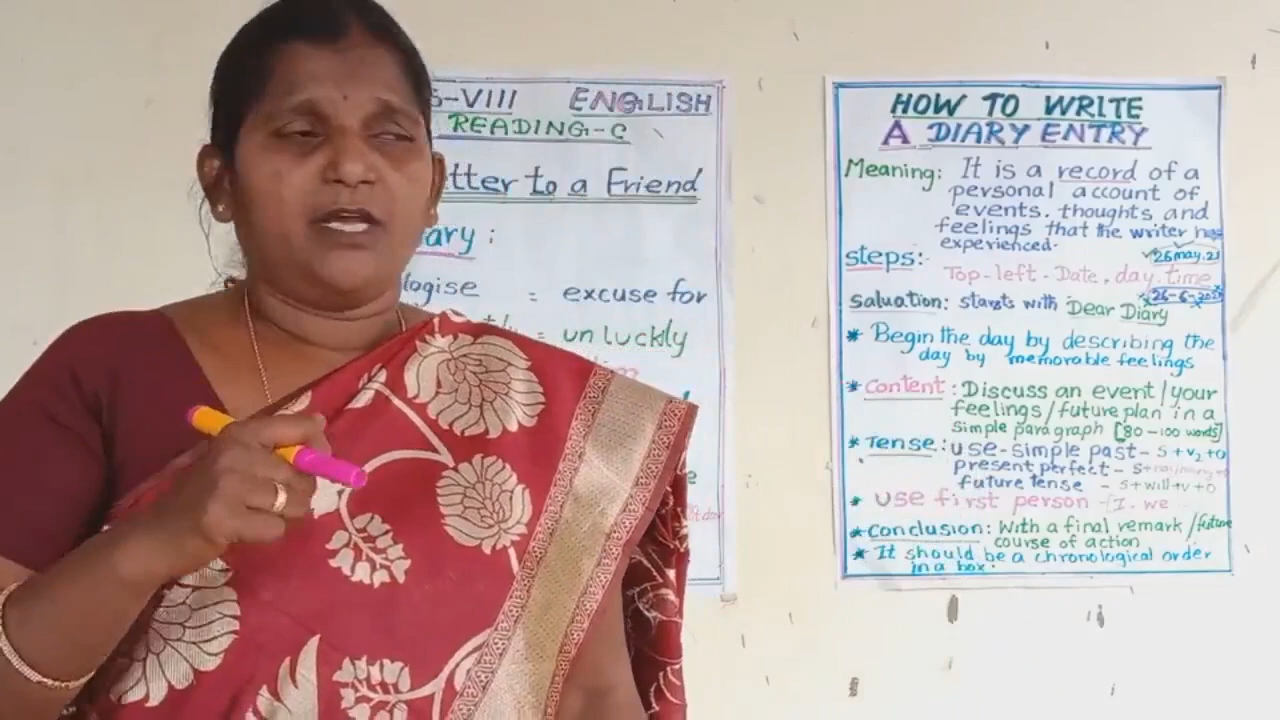 S-VIII ENGLISH
READING-C
tter to a Friend
ary :
logise = excuse for
= unluckily
HOW TO WRITE
A DIARY ENTRY
Meaning: It is a record of a
personal account of
events. thoughts and
feelings that the writer has
experienced.
steps:- 26 may.21
Top-left-Date, day.time
26-6-2021
saluation: starts with Dear Diary
* Begin the day by describing the
day by memorable feelings
* Content: Discuss an event/your
feelings/future plan in a
simple paragraph [80-100 words]
* Tense: use-simple past- S+V2+O
present perfect- S+
future tense - S+will+V+O
* use first person -I. we
* Conclusion: With a final remark/future
course of action
* It should be a chronological order
in a box.